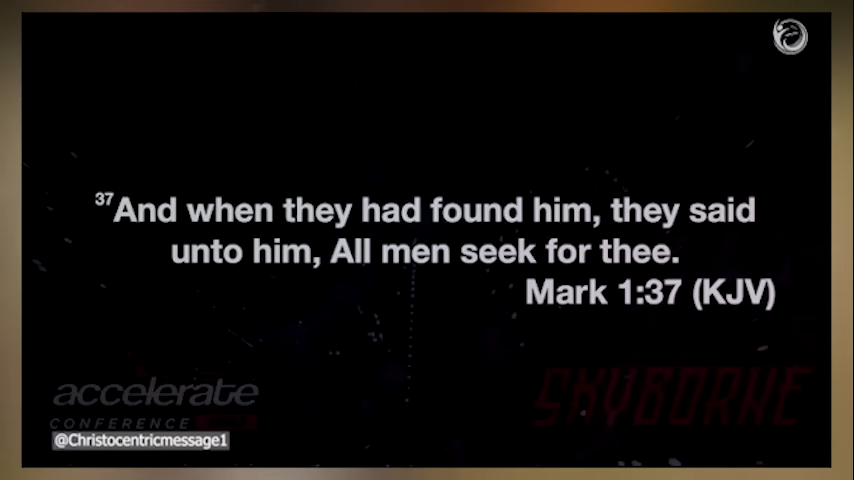 ³⁷And when they had found him, they said
unto him, All men seek for thee.
Mark 1:37 (KJV)
accelerate
CONFERENCE
SKYBORNE
@Christocentricmessage1